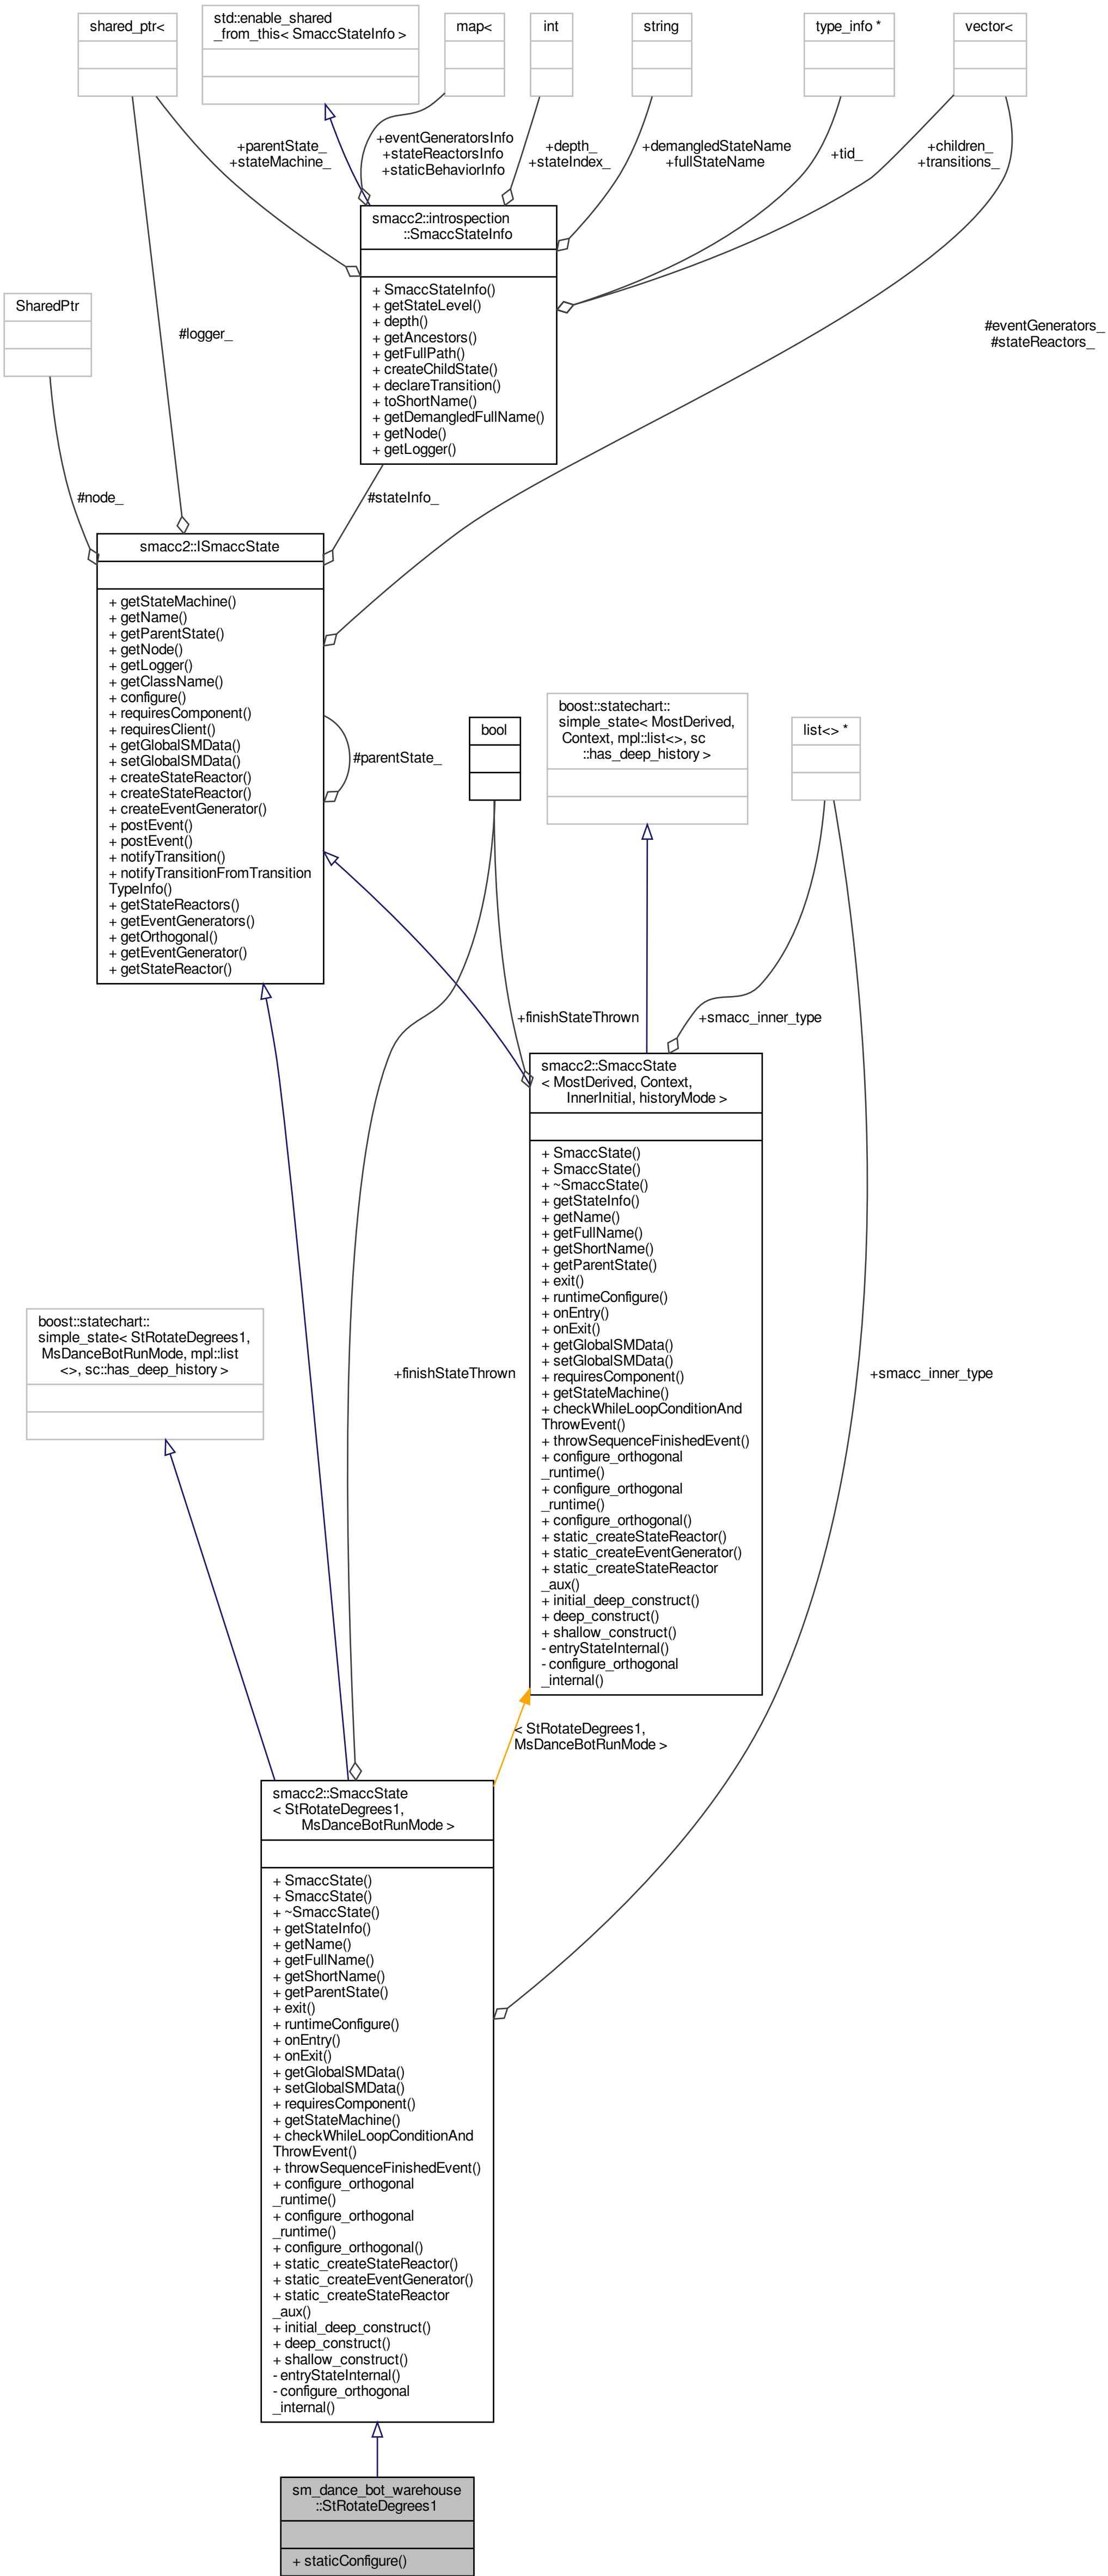 shared_ptr<
std::enable_shared
_from_this< SmaccStateInfo >
map<
int
string
type_info *
vector<
+parentState_
+stateMachine_
+eventGeneratorsInfo
+stateReactorsInfo
+staticBehaviorInfo
+depth_
+stateIndex_
+demangledStateName
+fullStateName
+tid_
+children_
+transitions_
smacc2::introspection
::SmaccStateInfo
+ SmaccStateInfo()
+ getStateLevel()
+ depth()
+ getAncestors()
+ getFullPath()
+ createChildState()
+ declareTransition()
+ toShortName()
+ getDemangledFullName()
+ getNode()
+ getLogger()
SharedPtr
#logger_
#eventGenerators_
#stateReactors_
#node_
#stateInfo_
smacc2::ISmaccState
+ getStateMachine()
+ getName()
+ getParentState()
+ getNode()
+ getLogger()
+ getClassName()
+ configure()
+ requiresComponent()
+ requiresClient()
+ getGlobalSMData()
+ setGlobalSMData()
+ createStateReactor()
+ createStateReactor()
+ createEventGenerator()
+ postEvent()
+ postEvent()
+ notifyTransition()
+ notifyTransitionFromTransition
TypeInfo()
+ getStateReactors()
+ getEventGenerators()
+ getOrthogonal()
+ getEventGenerator()
+ getStateReactor()
#parentState_
bool
boost::statechart::
simple_state< MostDerived,
Context, mpl::list<>, sc
::has_deep_history >
list<> *
+finishStateThrown
+smacc_inner_type
smacc2::SmaccState
< MostDerived, Context,
InnerInitial, historyMode >
+ SmaccState()
+ SmaccState()
+ ~SmaccState()
+ getStateInfo()
+ getName()
+ getFullName()
+ getShortName()
+ getParentState()
+ exit()
+ runtimeConfigure()
+ onEntry()
+ onExit()
+ getGlobalSMData()
+ setGlobalSMData()
+ requiresComponent()
+ getStateMachine()
+ checkWhileLoopConditionAnd
ThrowEvent()
+ throwSequenceFinishedEvent()
+ configure_orthogonal
_runtime()
+ configure_orthogonal
_runtime()
+ configure_orthogonal()
+ static_createStateReactor()
+ static_createEventGenerator()
+ static_createStateReactor
_aux()
+ initial_deep_construct()
+ deep_construct()
+ shallow_construct()
- entryStateInternal()
- configure_orthogonal
_internal()
boost::statechart::
simple_state< StRotateDegrees1,
MsDanceBotRunMode, mpl::list
<>, sc::has_deep_history >
+finishStateThrown
+smacc_inner_type
< StRotateDegrees1,
MsDanceBotRunMode >
smacc2::SmaccState
< StRotateDegrees1,
MsDanceBotRunMode >
+ SmaccState()
+ SmaccState()
+ ~SmaccState()
+ getStateInfo()
+ getName()
+ getFullName()
+ getShortName()
+ getParentState()
+ exit()
+ runtimeConfigure()
+ onEntry()
+ onExit()
+ getGlobalSMData()
+ setGlobalSMData()
+ requiresComponent()
+ getStateMachine()
+ checkWhileLoopConditionAnd
ThrowEvent()
+ throwSequenceFinishedEvent()
+ configure_orthogonal
_runtime()
+ configure_orthogonal
_runtime()
+ configure_orthogonal()
+ static_createStateReactor()
+ static_createEventGenerator()
+ static_createStateReactor
_aux()
+ initial_deep_construct()
+ deep_construct()
+ shallow_construct()
- entryStateInternal()
- configure_orthogonal
_internal()
sm_dance_bot_warehouse
::StRotateDegrees1
+ staticConfigure()